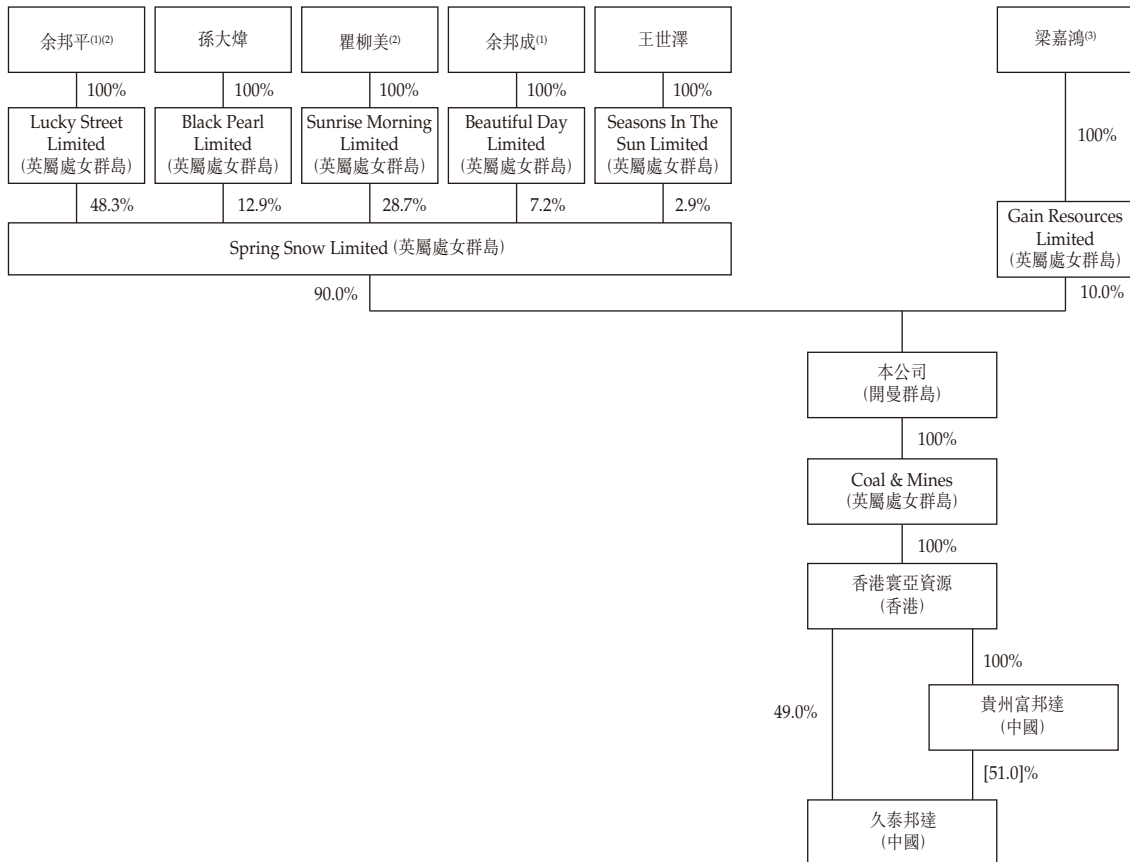 余邦平(1)(2)
孫大煒
瞿柳美(2)
余邦成(1)
王世澤
梁嘉鴻(3)
100%
100%
100%
100%
100%
100%
Lucky Street
Limited
(英屬處女群島)
Black Pearl
Limited
(英屬處女群島)
Sunrise Morning
Limited
(英屬處女群島)
Beautiful Day
Limited
(英屬處女群島)
Seasons In The
Sun Limited
(英屬處女群島)
48.3%
12.9%
28.7%
7.2%
2.9%
Gain Resources
Limited
(英屬處女群島)
Spring Snow Limited (英屬處女群島)
90.0%
10.0%
本公司
(開曼群島)
100%
Coal & Mines
(英屬處女群島)
100%
香港寰亞資源
(香港)
100%
49.0%
貴州富邦達
(中國)
[51.0]%
久泰邦達
(中國)